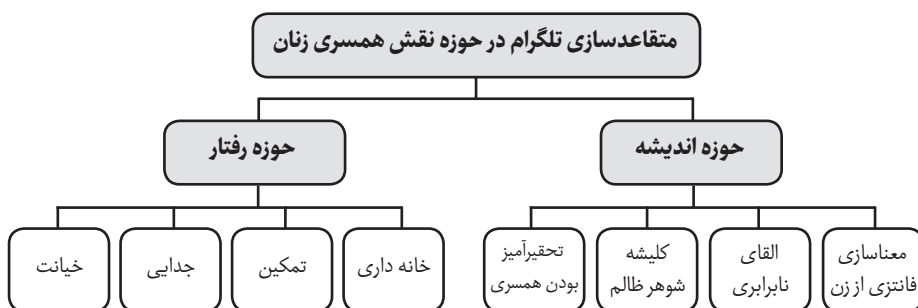 متقاعدسازی تلگرام در حوزه نقش همسری زنان
حوزه اندیشه
حوزه رفتار
معناسازی
فانتزی از زن
القای
نابرابری
کلیشه
شوهر ظالم
تحقیرآمیز
بودن همسری
خانه داری
تمکین
جدایی
خیانت